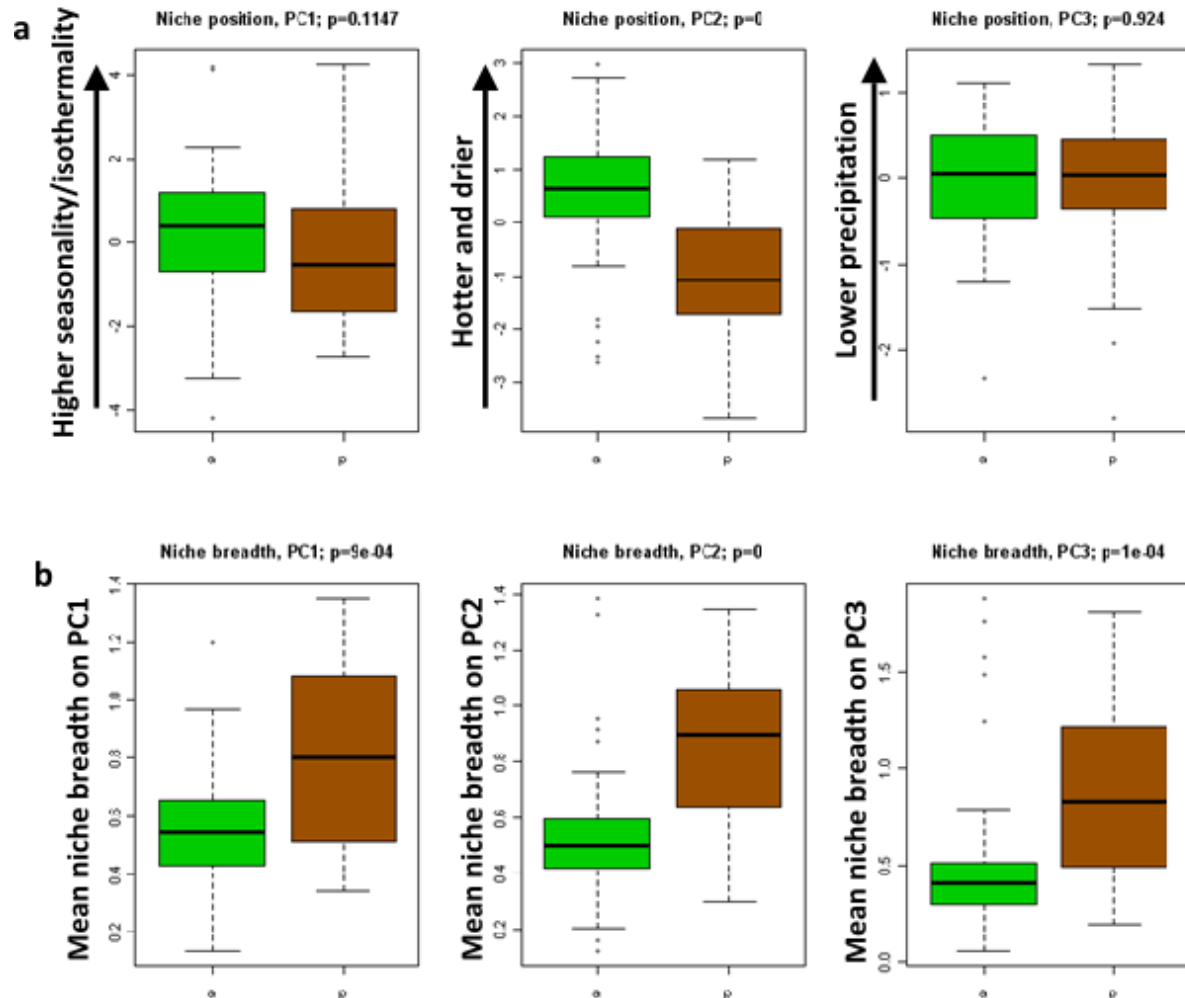 a
Niche position, PC1; p=0.1147
Higher seasonality/isothermality
4
2
0
-2
-4
a
p
Niche position, PC2; p=0
Hotter and drier
3
2
1
0
-1
-2
-3
a
p
Niche position, PC3; p=0.924
Lower precipitation
1
0
-1
-2
a
p
b
Niche breadth, PC1; p=9e-04
Mean niche breadth on PC1
1.4
1.2
1.0
0.8
0.6
0.4
0.2
a
p
Niche breadth, PC2; p=0
Mean niche breadth on PC2
1.4
1.2
1.0
0.8
0.6
0.4
0.2
a
p
Niche breadth, PC3; p=1e-04
Mean niche breadth on PC3
1.5
1.0
0.5
0.0
a
p